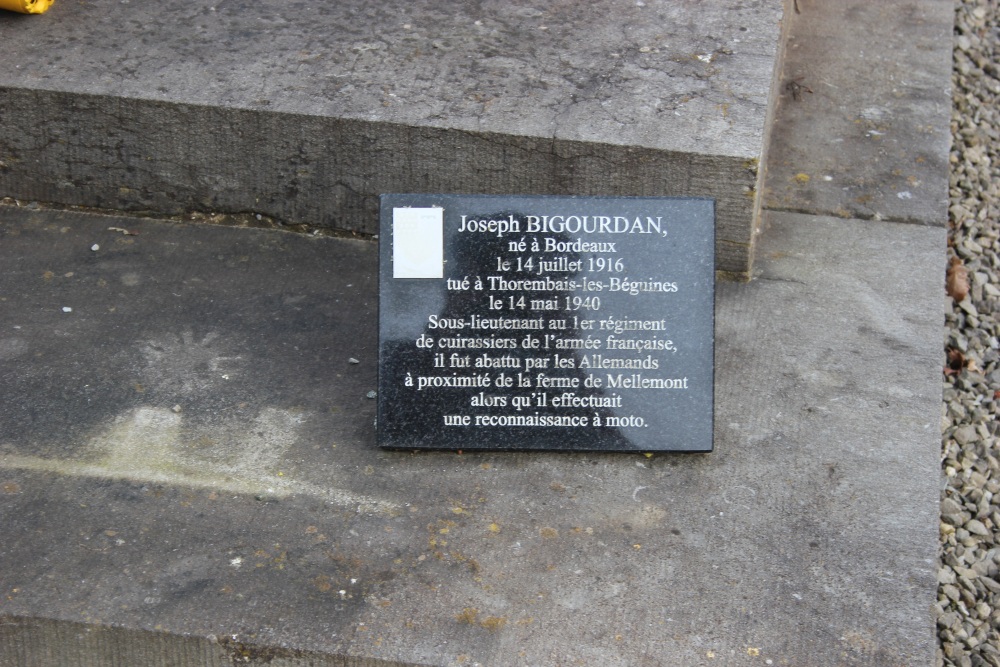 Joseph BIGOURDAN,
né à Bordeaux
le 14 juillet 1916
tué à Thorembais-les-Béguines
le 14 mai 1940
Sous-lieutenant au 1er régiment
de cuirassiers de l'armée française,
il fut abattu par les Allemands
à proximité de la ferme de Mellemont
alors qu'il effectuait
une reconnaissance à moto.